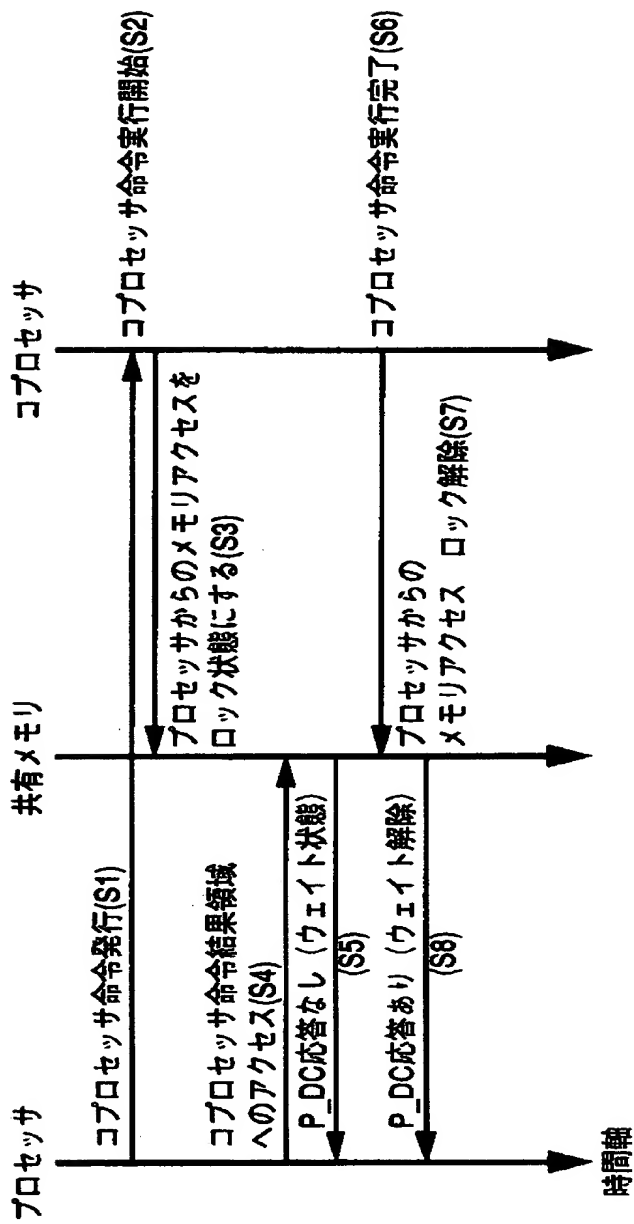 プロセッサ
共有メモリ
コプロセッサ
コプロセッサ命令発行(S1)
コプロセッサ命令実行開始(S2)
プロセッサからのメモリアクセスを
ロック状態にする(S3)
コプロセッサ命令結果領域
へのアクセス(S4)
P_DC応答なし（ウェイト状態）
(S5)
コプロセッサ命令実行完了(S6)
プロセッサからの
メモリアクセス ロック解除(S7)
P_DC応答あり（ウェイト解除）
(S8)
時間軸